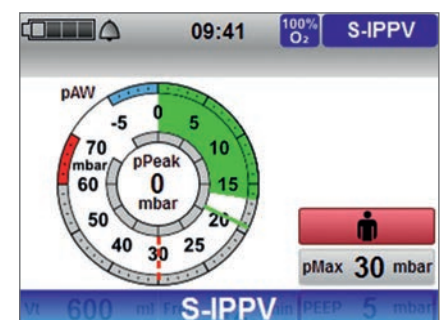 09:41
100% O₂
S-IPPV
pAW
-5
0
5
10
15
20
25
30
40
50
60
70
mbar
pPeak
0
mbar
pMax 30 mbar
Vt 600 ml
S-IPPV
PEEP 5 mbar